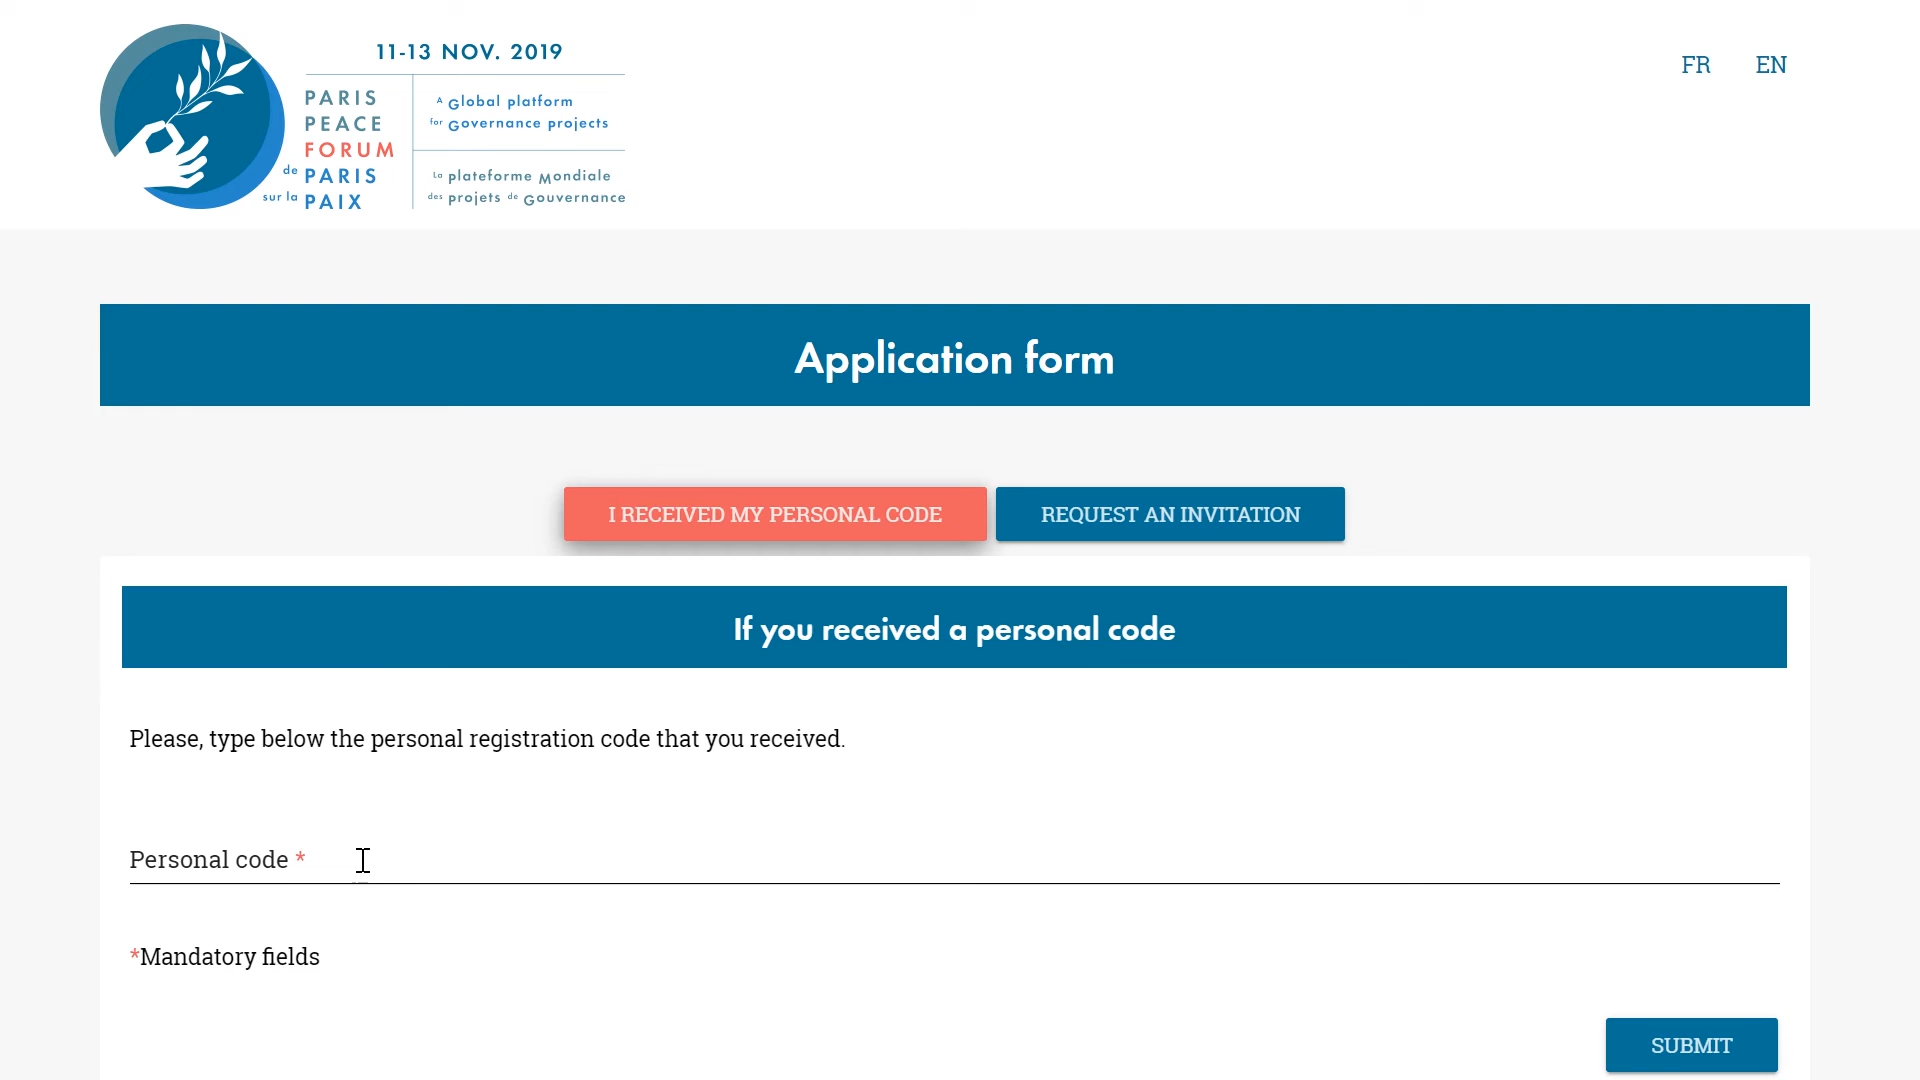 11-13 NOV. 2019
PARIS
PEACE
FORUM
de PARIS
sur la PAIX
A Global platform
for Governance projects
La plateforme Mondiale
des projets de Gouvernance
FR EN
Application form
I RECEIVED MY PERSONAL CODE REQUEST AN INVITATION
If you received a personal code
Please, type below the personal registration code that you received.
Personal code *
*Mandatory fields
SUBMIT